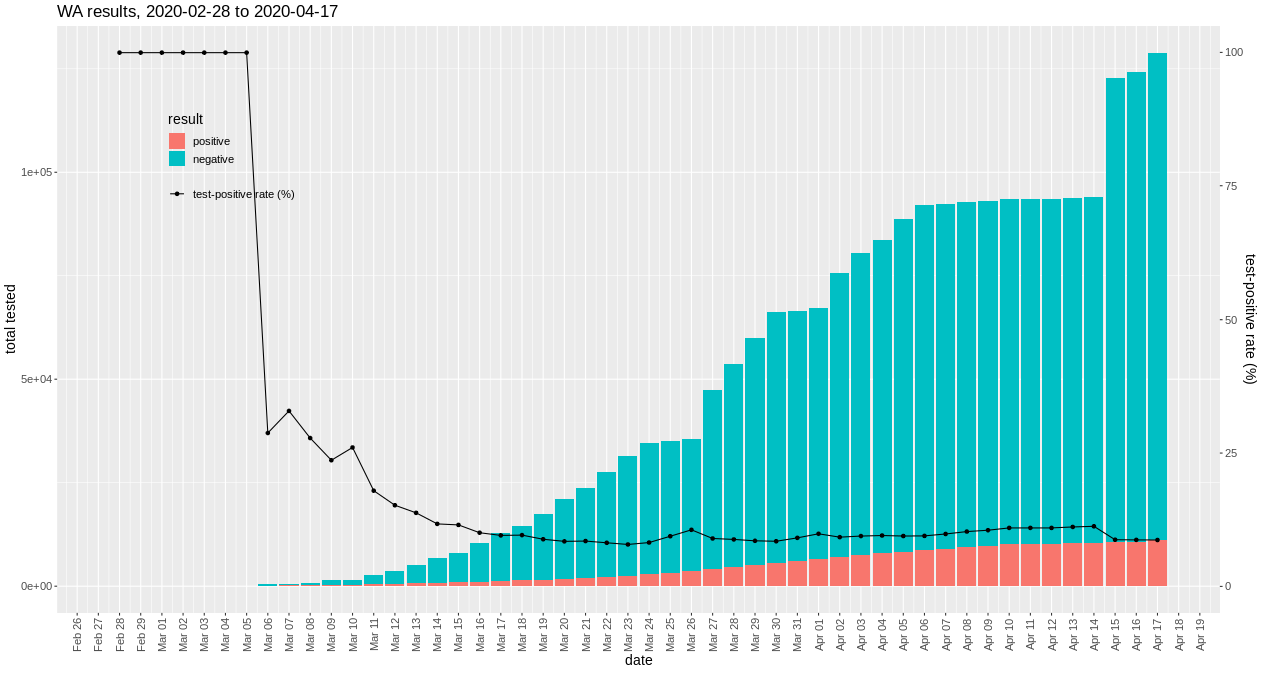 WA results, 2020-02-28 to 2020-04-17
total tested
1e+05
5e+04
0e+00
result
positive
negative
test-positive rate (%)
100
75
50
25
0
test-positive rate (%)
Feb 26
Feb 27
Feb 28
Feb 29
Mar 01
Mar 02
Mar 03
Mar 04
Mar 05
Mar 06
Mar 07
Mar 08
Mar 09
Mar 10
Mar 11
Mar 12
Mar 13
Mar 14
Mar 15
Mar 16
Mar 17
Mar 18
Mar 19
Mar 20
Mar 21
Mar 22
Mar 23
Mar 24
Mar 25
Mar 26
Mar 27
Mar 28
Mar 29
Mar 30
Mar 31
Apr 01
Apr 02
Apr 03
Apr 04
Apr 05
Apr 06
Apr 07
Apr 08
Apr 09
Apr 10
Apr 11
Apr 12
Apr 13
Apr 14
Apr 15
Apr 16
Apr 17
Apr 18
Apr 19
date